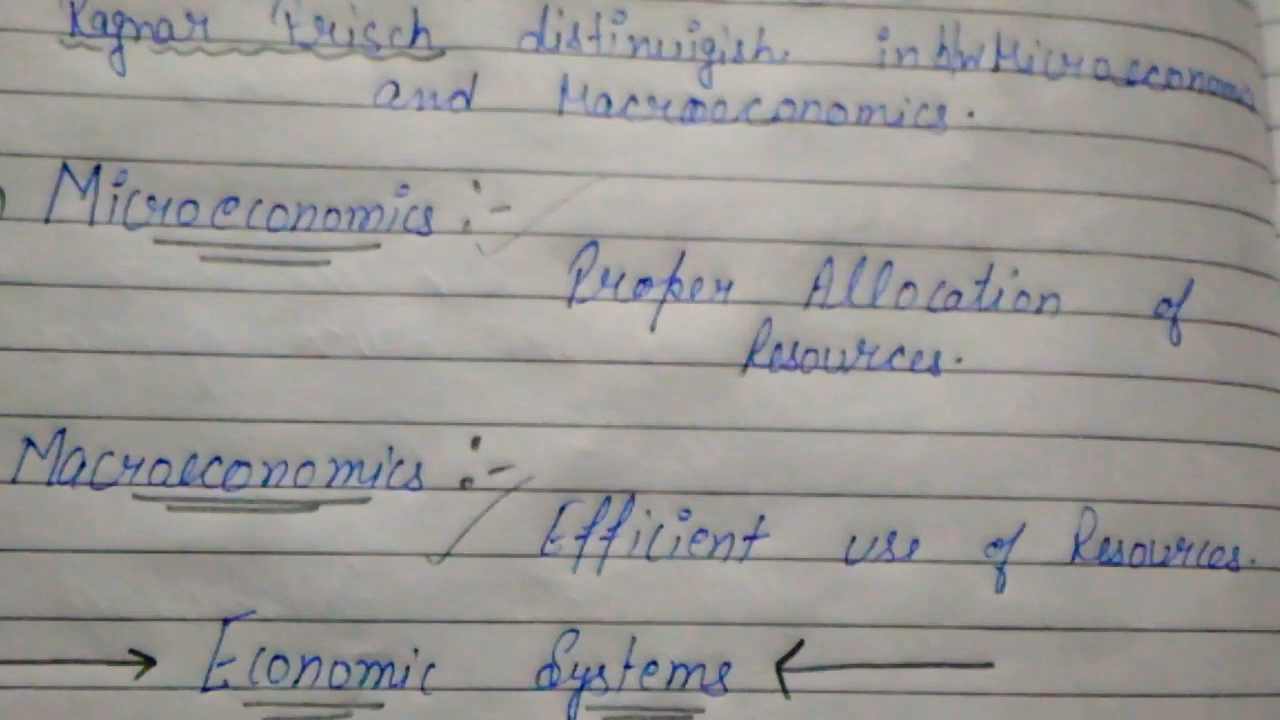 Ragnar Frisch distinuigish in b/w Microeconomics
and Macroeconomics.
Microeconomics :-
Proper Allocation of
Resources.
Macroeconomics :-
Efficient use of Resources.
→ Economic Systems ←